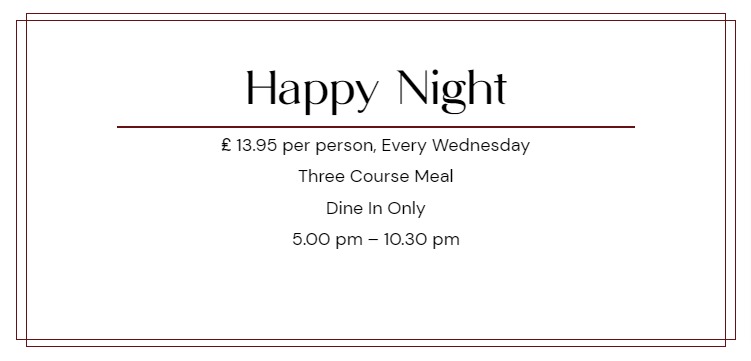 Happy Night
₤ 13.95 per person, Every Wednesday
Three Course Meal
Dine In Only
5.00 pm – 10.30 pm